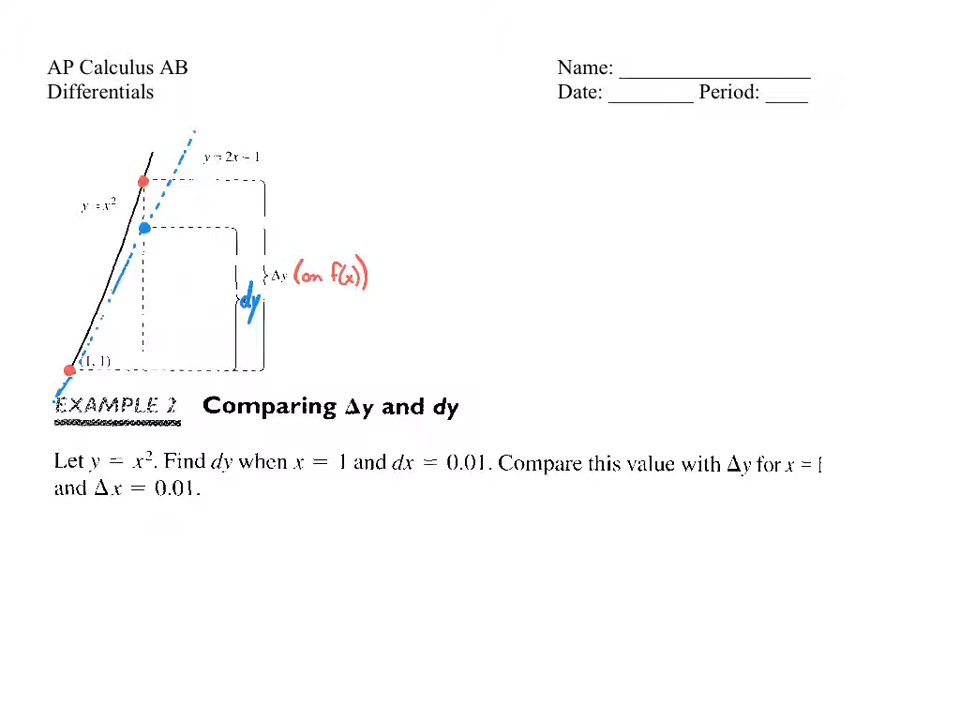 AP Calculus AB
Differentials
Name: ___________________
Date: ________ Period: ____
y = 2x − 1
y = x²
Δy (on f(x))
dy
(1, 1)
EXAMPLE 2 Comparing Δy and dy
Let y = x². Find dy when x = 1 and dx = 0.01. Compare this value with Δy for x = 1
and Δx = 0.01.